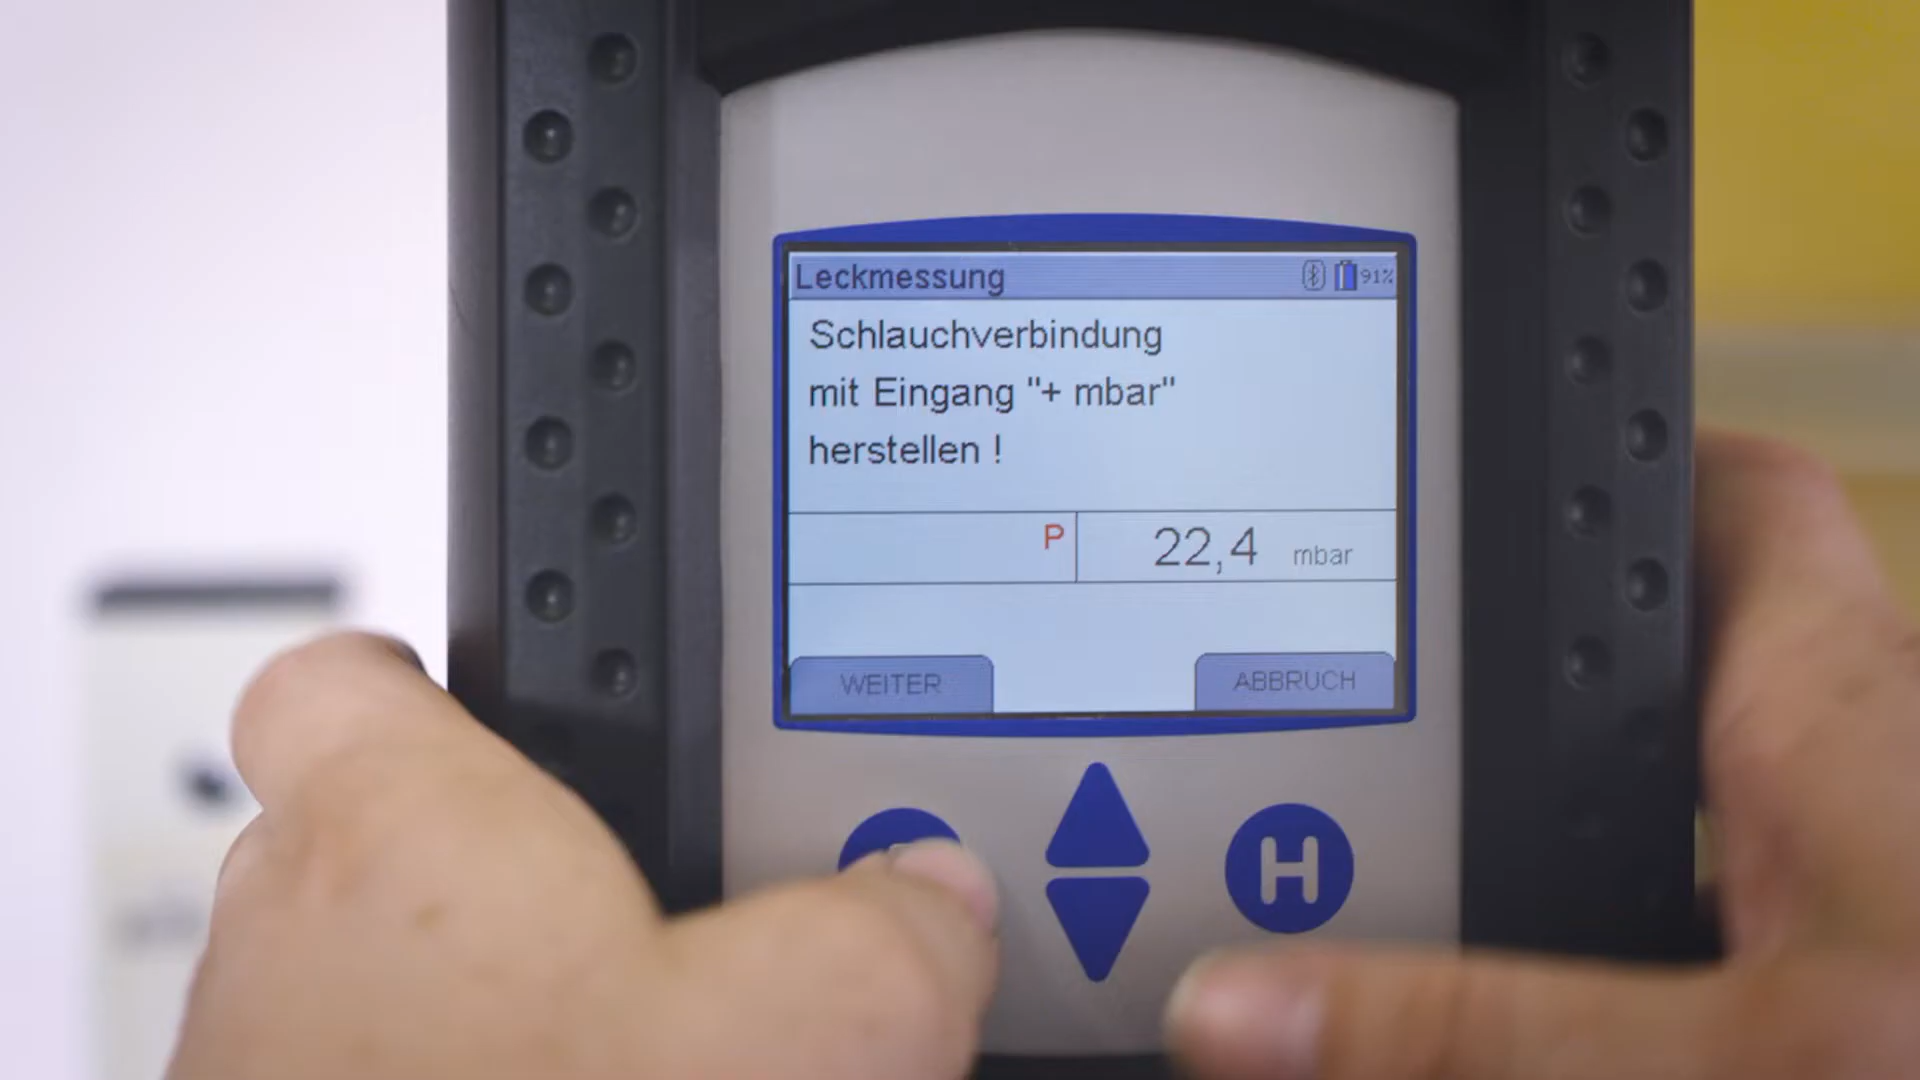 Leckmessung 91%
Schlauchverbindung
mit Eingang "+ mbar"
herstellen !
P 22,4 mbar
WEITER ABBRUCH
H